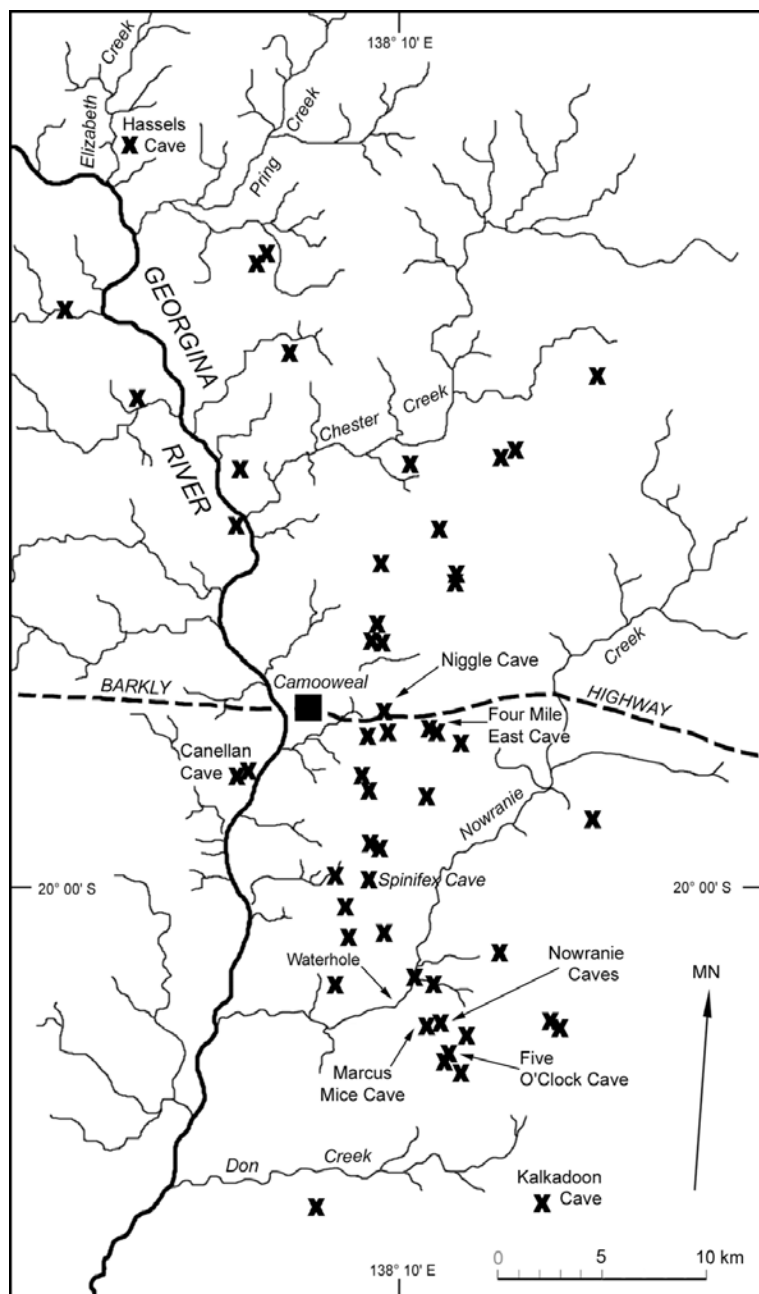 138° 10' E
Creek
Elizabeth
Hassels
Cave
Creek
Pring
GEORGINA
RIVER
Chester
Creek
Creek
Niggle Cave
BARKLY
Camooweal
HIGHWAY
Four Mile
East Cave
Canellan
Cave
Nowranie
20° 00' S
Spinifex Cave
20° 00' S
Waterhole
Nowranie
Caves
MN
Marcus
Mice Cave
Five
O'Clock Cave
Don
Creek
Kalkadoon
Cave
138° 10' E
0 5 10 km